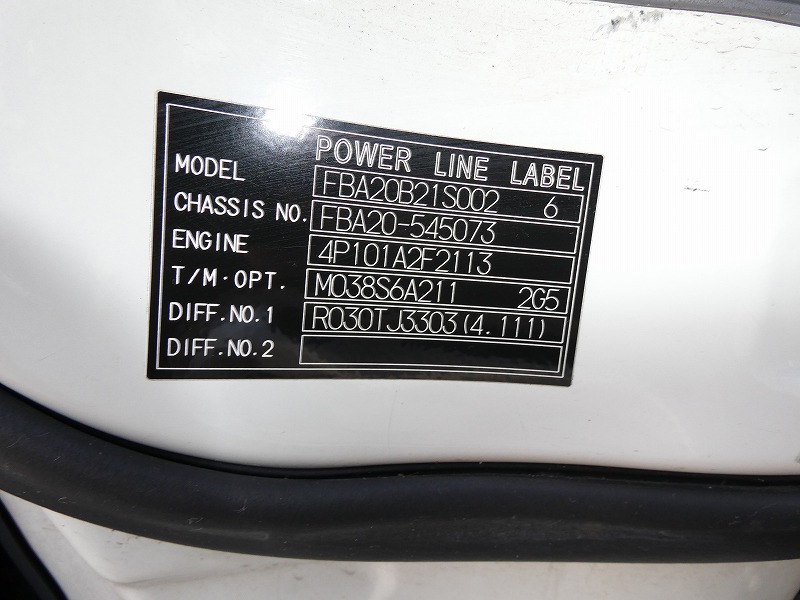 POWER LINE LABEL
MODEL FBA20B21S002 6
CHASSIS NO. FBA20-545073
ENGINE 4P101A2F2113
T/M·OPT. M038S6A211 2G5
DIFF.NO.1 R030TJ3303(4.111)
DIFF.NO.2